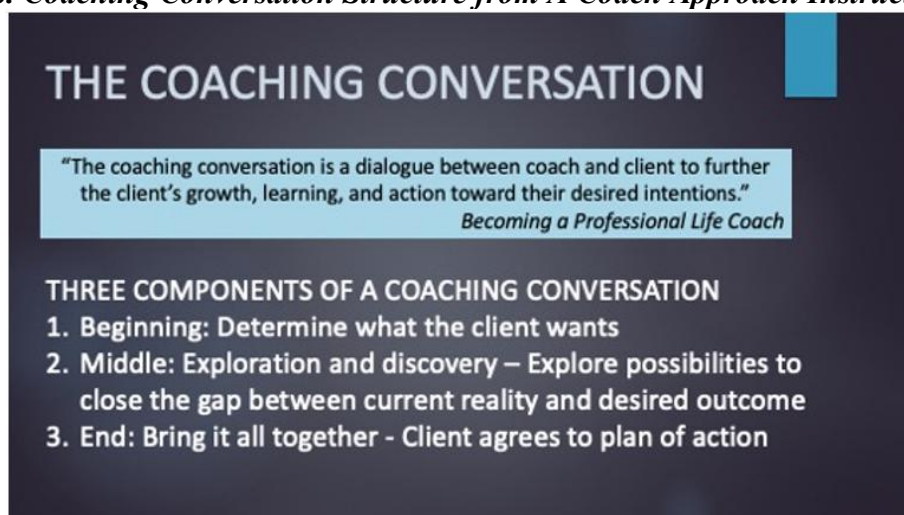 Coaching Conversation Structure from A Coach Approach
THE COACHING CONVERSATION
“The coaching conversation is a dialogue between coach and client to further
the client’s growth, learning, and action toward their desired intentions.”
Becoming a Professional Life Coach
THREE COMPONENTS OF A COACHING CONVERSATION
1. Beginning: Determine what the client wants
2. Middle: Exploration and discovery – Explore possibilities to
close the gap between current reality and desired outcome
3. End: Bring it all together - Client agrees to plan of action